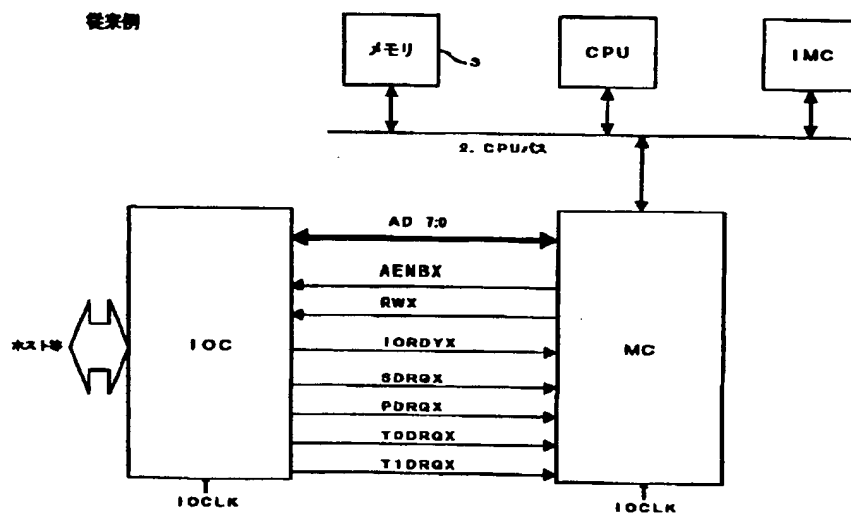 従来例
メモリ
3
CPU
IMC
2. CPUバス
AD 7:0
AENBX
RWX
IORDYX
SDRQX
PDRQX
T0DRQX
T1DRQX
ホスト等
IOC
MC
IOCLK
IOCLK